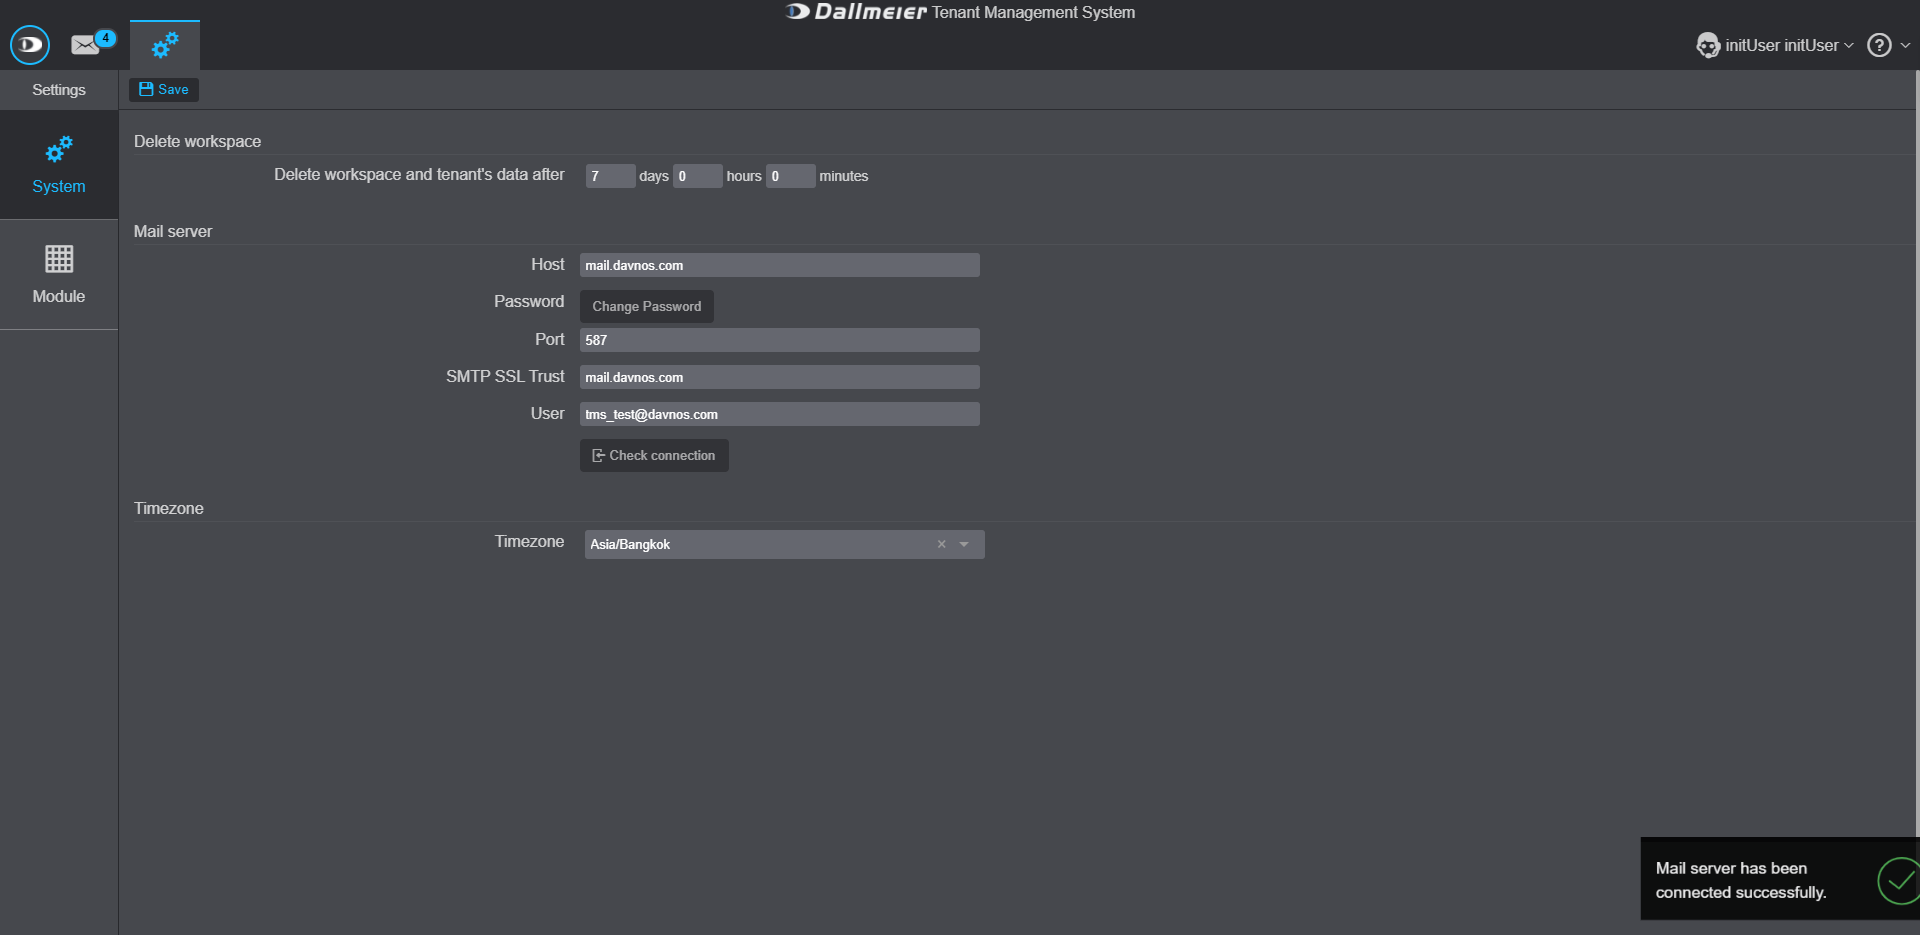 Dallmeier Tenant Management System
4
initUser initUser
?
Settings
Save
System
Module
Delete workspace
Delete workspace and tenant's data after 7 days 0 hours 0 minutes
Mail server
Host mail.davnos.com
Password Change Password
Port 587
SMTP SSL Trust mail.davnos.com
User tms_test@davnos.com
Check connection
Timezone
Timezone Asia/Bangkok
Mail server has been
connected successfully.